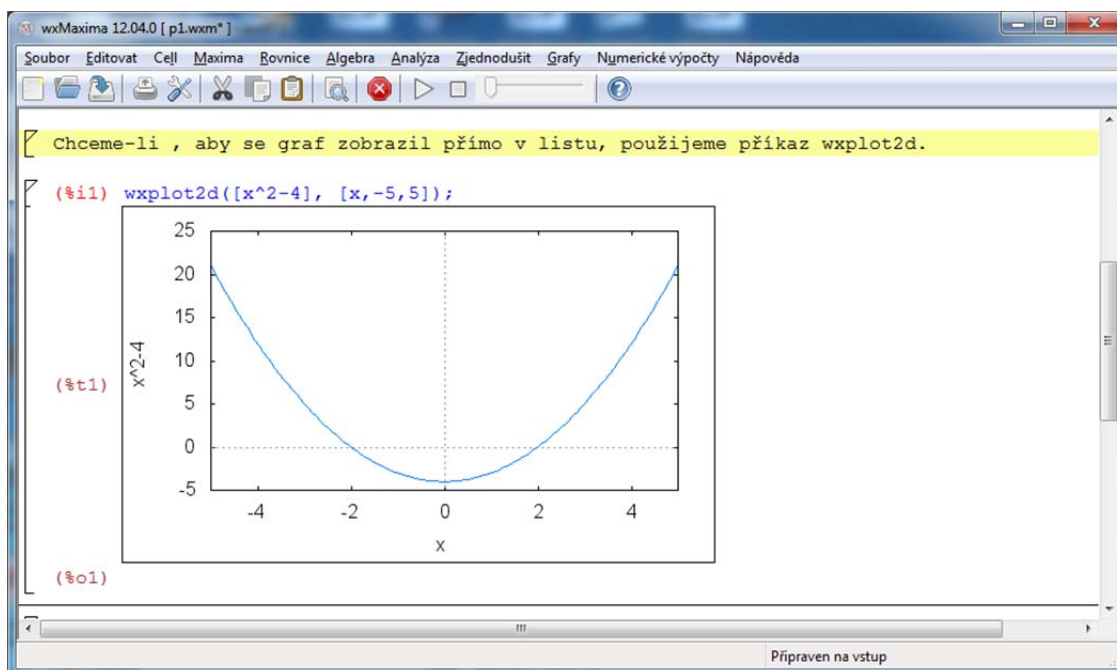 wxMaxima 12.04.0 [ p1.wxm* ]
Soubor Editovat Cell Maxima Rovnice Algebra Analýza Zjednodušit Grafy Numerické výpočty Nápověda
Chceme-li , aby se graf zobrazil přímo v listu, použijeme příkaz wxplot2d.
(%i1) wxplot2d([x^2-4], [x,-5,5]);
25
20
15
10
5
0
-5
x^2-4
(%t1)
-4 -2 0 2 4
x
(%o1)
Připraven na vstup